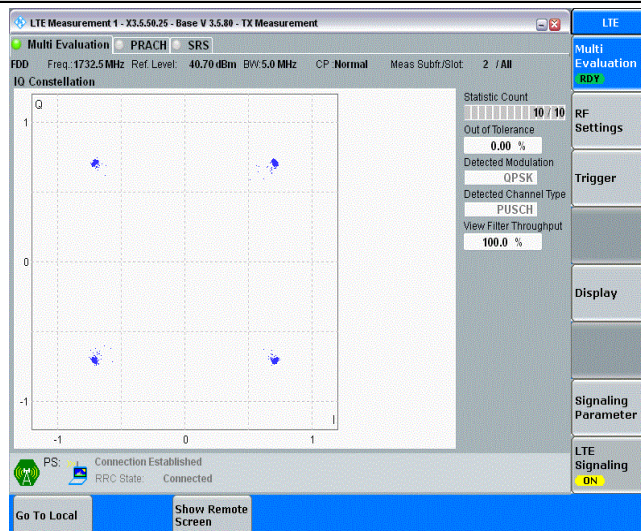 LTE Measurement 1 - X3.5.50.25 - Base V 3.5.80 - TX Measurement
LTE
Multi Evaluation PRACH SRS
FDD Freq.:1732.5 MHz Ref. Level: 40.70 dBm BW:5.0 MHz CP :Normal Meas Subfr./Slot: 2 / All
IQ Constellation
Q
1
0
-1
-1 0 1
I
Statistic Count
10 / 10
Out of Tolerance
0.00 %
Detected Modulation
QPSK
Detected Channel Type
PUSCH
View Filter Throughput
100.0 %
Multi
Evaluation
RDY
RF
Settings
Trigger
Display
Signaling
Parameter
LTE
Signaling
ON
PS: Connection Established
RRC State: Connected
Go To Local
Show Remote
Screen